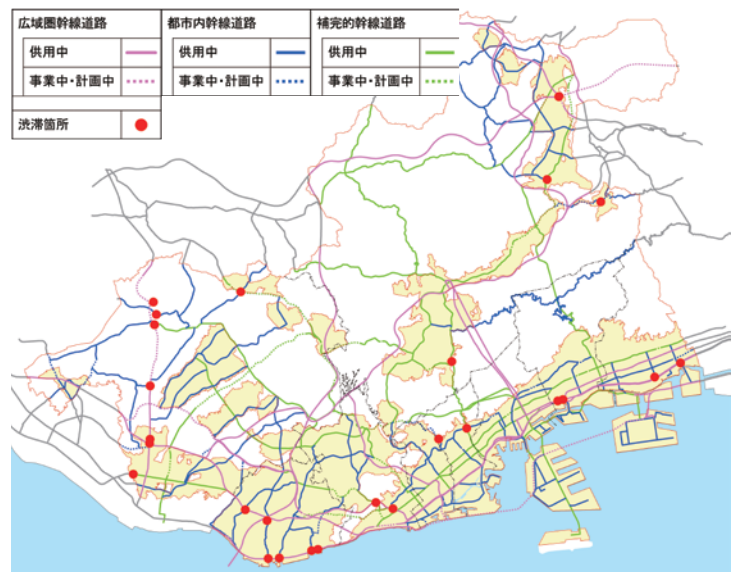 広域圏幹線道路 都市内幹線道路 補完的幹線道路
供用中 供用中 供用中
事業中・計画中 事業中・計画中 事業中・計画中
渋滞箇所